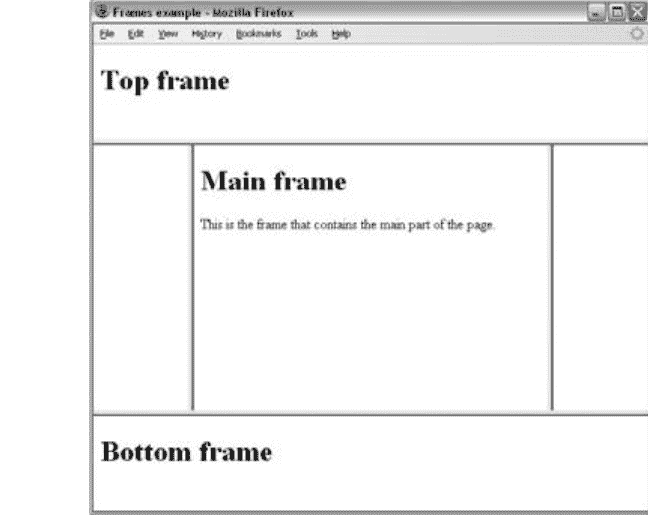 Frames example - Mozilla Firefox
File Edit View History Bookmarks Tools Help
Top frame
Main frame
This is the frame that contains the main part of the page.
Bottom frame